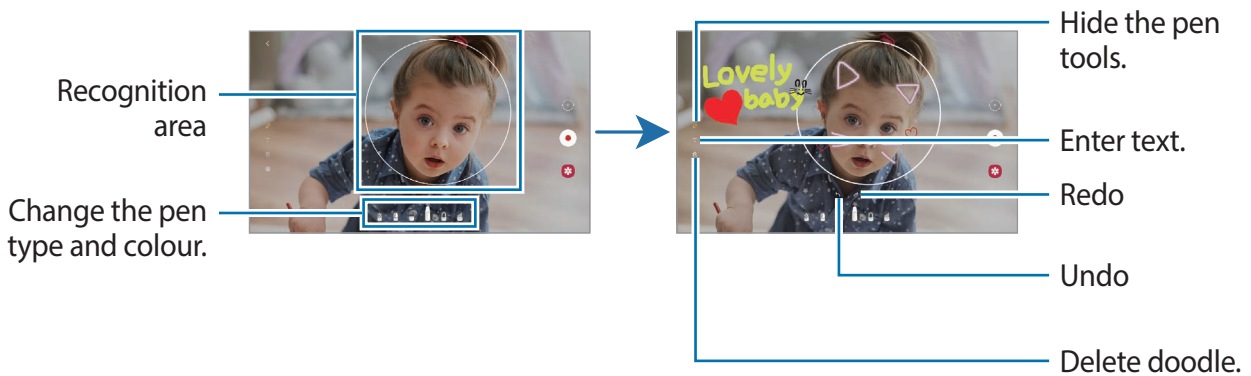 Recognition
area
Change the pen
type and colour.
Lovely
baby
Hide the pen
tools.
Enter text.
Redo
Undo
Delete doodle.